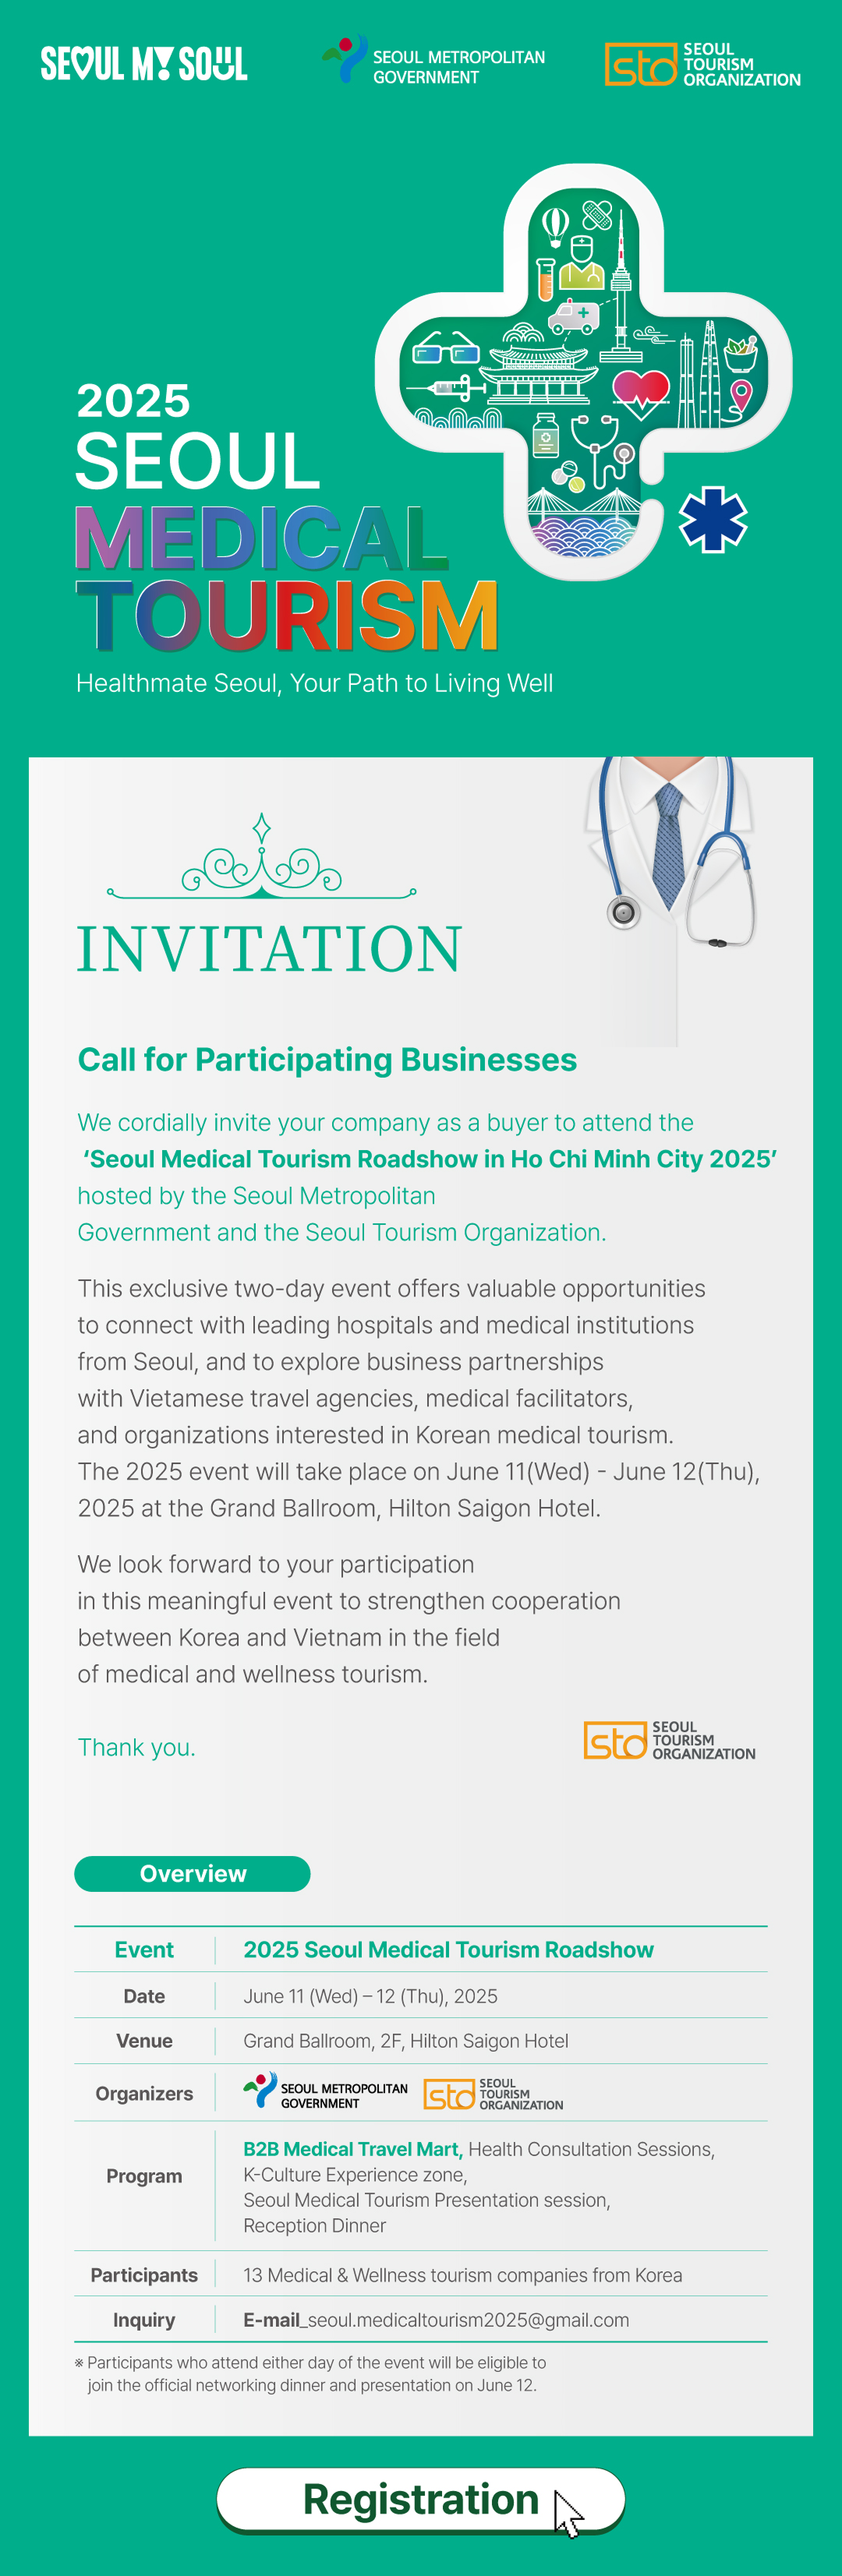 SEOUL MY SOUL
SEOUL METROPOLITAN
GOVERNMENT
sto
SEOUL
TOURISM
ORGANIZATION
2025
SEOUL
MEDICAL
TOURISM
Healthmate Seoul, Your Path to Living Well
INVITATION
Call for Participating Businesses
We cordially invite your company as a buyer to attend the
‘Seoul Medical Tourism Roadshow in Ho Chi Minh City 2025’
hosted by the Seoul Metropolitan
Government and the Seoul Tourism Organization.
This exclusive two-day event offers valuable opportunities
to connect with leading hospitals and medical institutions
from Seoul, and to explore business partnerships
with Vietamese travel agencies, medical facilitators,
and organizations interested in Korean medical tourism.
The 2025 event will take place on June 11(Wed) - June 12(Thu),
2025 at the Grand Ballroom, Hilton Saigon Hotel.
We look forward to your participation
in this meaningful event to strengthen cooperation
between Korea and Vietnam in the field
of medical and wellness tourism.
Thank you.
sto
SEOUL
TOURISM
ORGANIZATION
Overview
Event 2025 Seoul Medical Tourism Roadshow
Date June 11 (Wed) – 12 (Thu), 2025
Venue Grand Ballroom, 2F, Hilton Saigon Hotel
Organizers
SEOUL METROPOLITAN
GOVERNMENT
sto
SEOUL
TOURISM
ORGANIZATION
Program
B2B Medical Travel Mart, Health Consultation Sessions,
K-Culture Experience zone,
Seoul Medical Tourism Presentation session,
Reception Dinner
Participants 13 Medical & Wellness tourism companies from Korea
Inquiry E-mail_seoul.medicaltourism2025@gmail.com
※ Participants who attend either day of the event will be eligible to
join the official networking dinner and presentation on June 12.
Registration